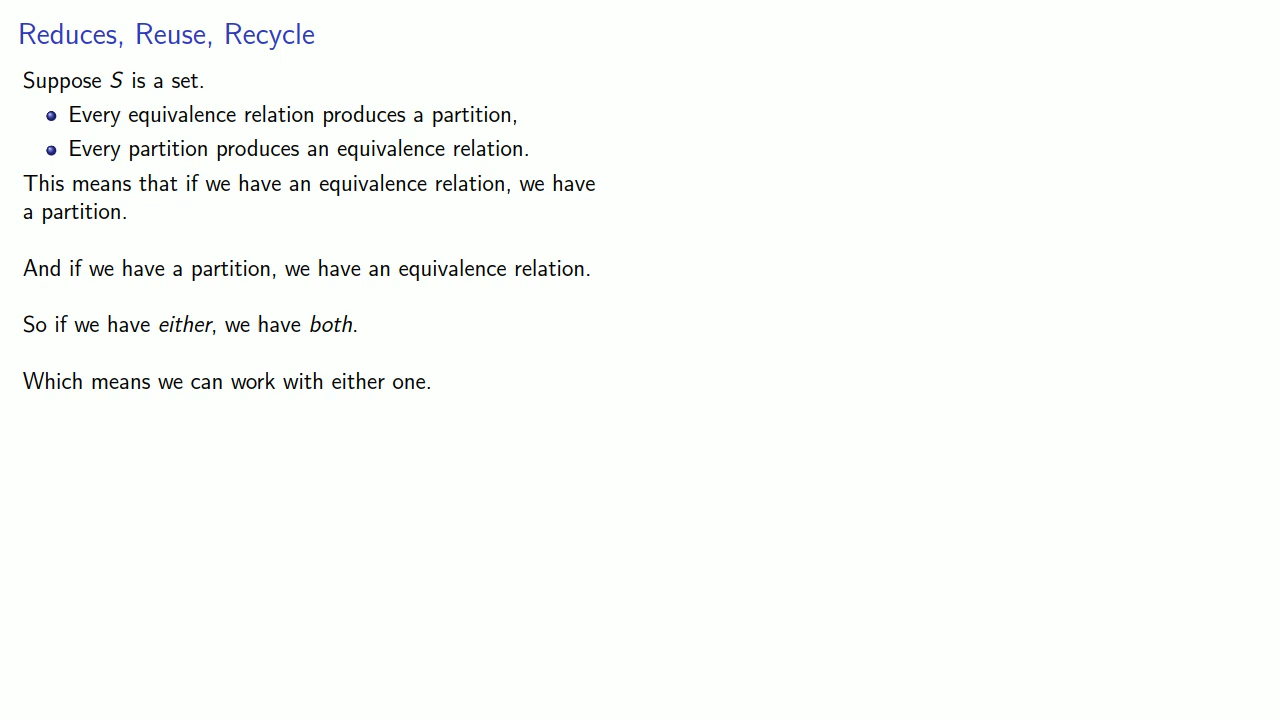 Reduces, Reuse, Recycle
Suppose S is a set.
Every equivalence relation produces a partition,
Every partition produces an equivalence relation.
This means that if we have an equivalence relation, we have
a partition.
And if we have a partition, we have an equivalence relation.
So if we have either, we have both.
Which means we can work with either one.